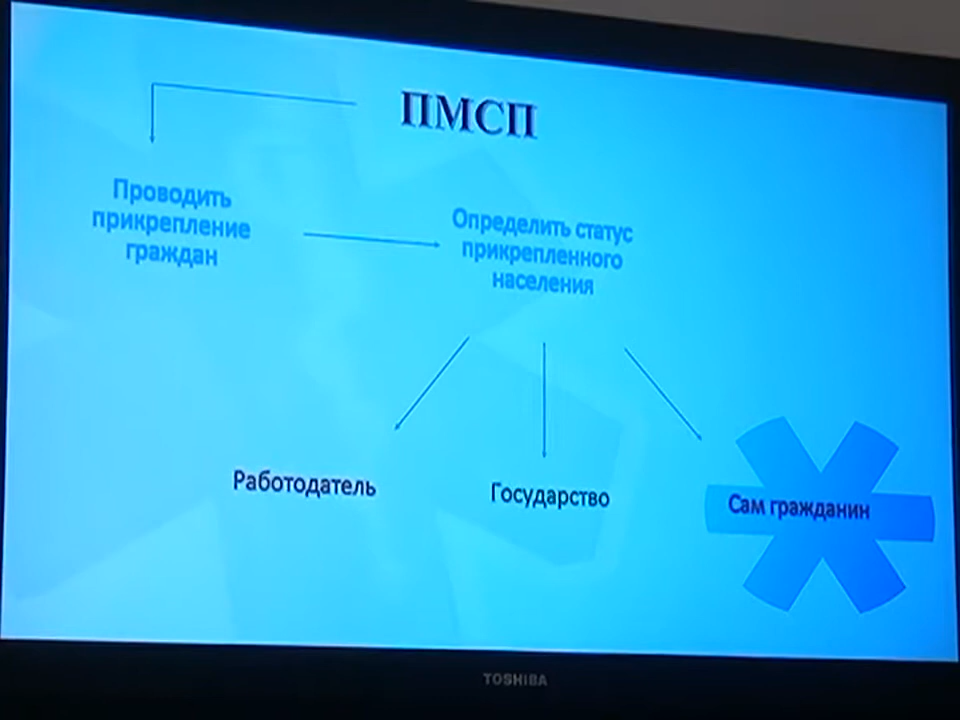 ПМСП
Проводить
прикрепление
граждан
Определить статус
прикрепленного
населения
Работодатель
Государство
Сам гражданин
TOSHIBA